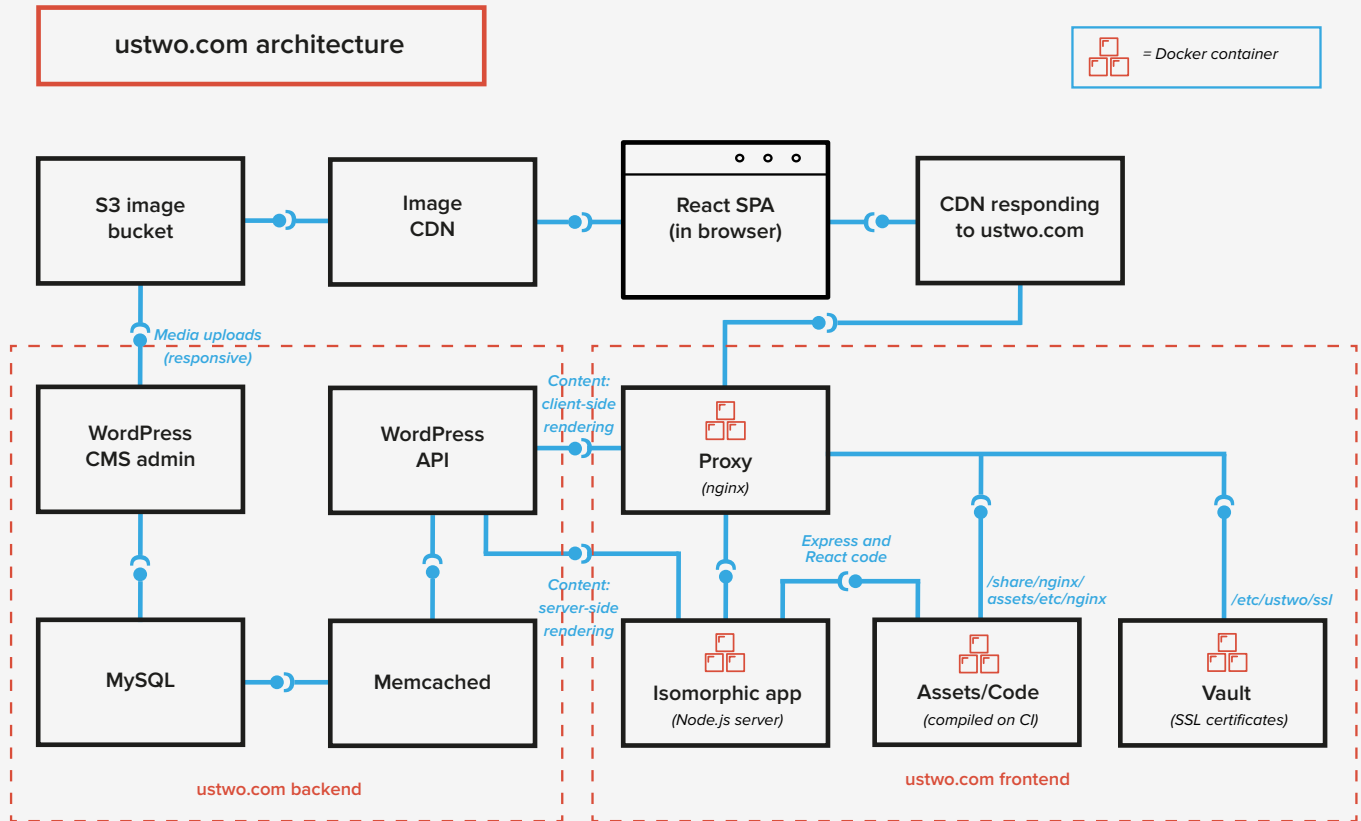 ustwo.com architecture
= Docker container
S3 image
bucket
Image
CDN
React SPA
(in browser)
CDN responding
to ustwo.com
Media uploads
(responsive)
WordPress
CMS admin
WordPress
API
Content:
client-side
rendering
Proxy
(nginx)
Express and
React code
/share/nginx/
assets/etc/nginx
/etc/ustwo/ssl
Content:
server-side
rendering
MySQL
Memcached
Isomorphic app
(Node.js server)
Assets/Code
(compiled on CI)
Vault
(SSL certificates)
ustwo.com backend
ustwo.com frontend